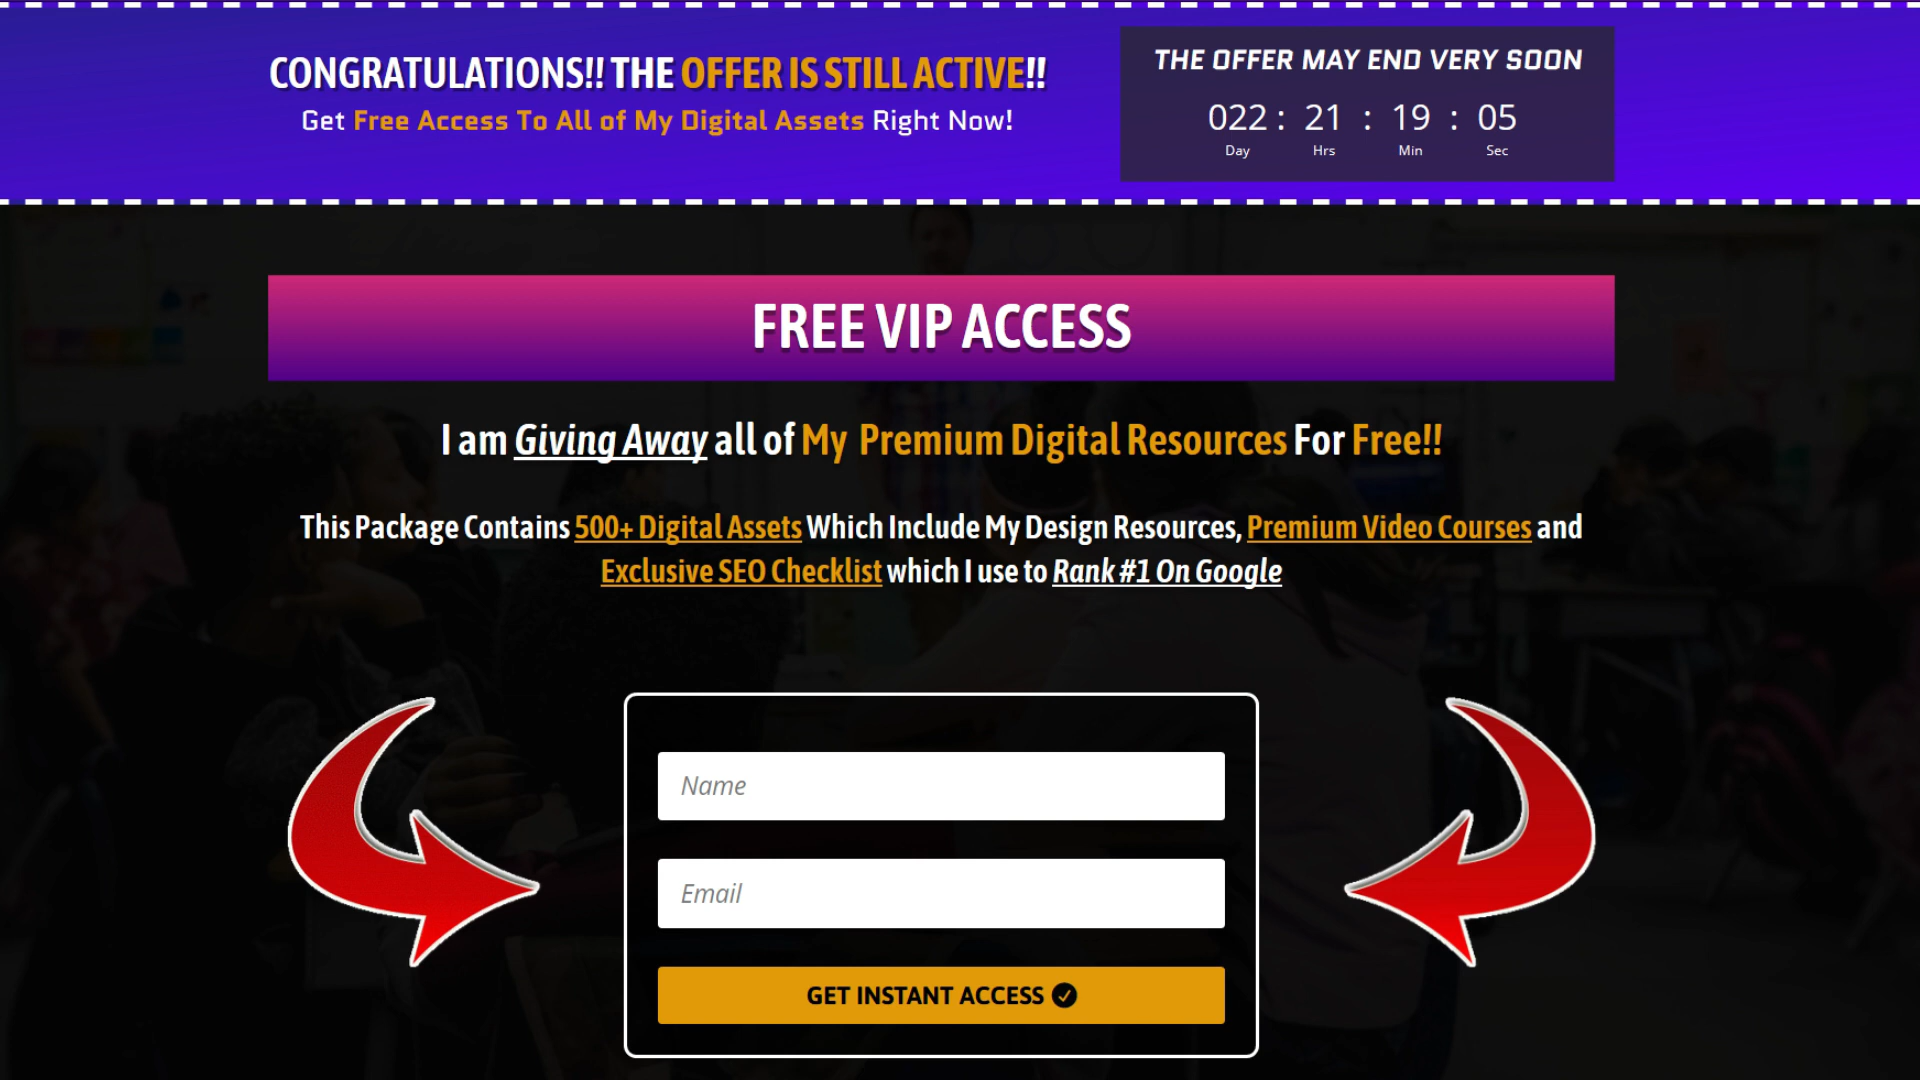 CONGRATULATIONS!! THE OFFER IS STILL ACTIVE!!
Get Free Access To All of My Digital Assets Right Now!
THE OFFER MAY END VERY SOON
022 : 21 : 19 : 05
Day Hrs Min Sec
FREE VIP ACCESS
I am Giving Away all of My Premium Digital Resources For Free!!
This Package Contains 500+ Digital Assets Which Include My Design Resources, Premium Video Courses and
Exclusive SEO Checklist which I use to Rank #1 On Google
Name
Email
GET INSTANT ACCESS